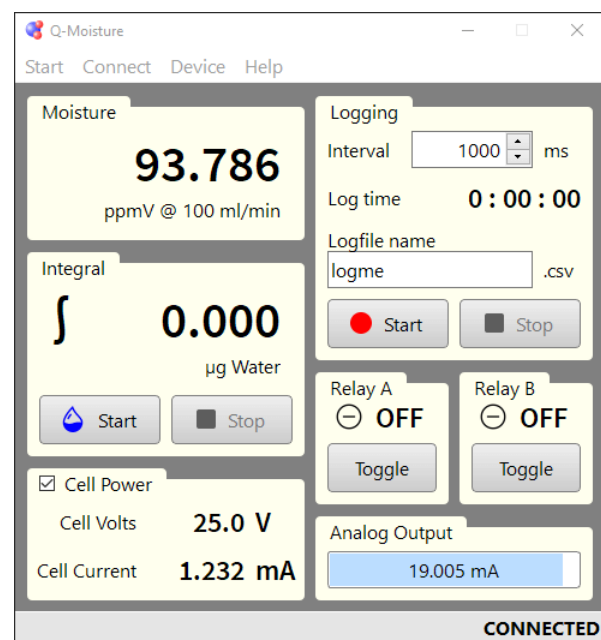 Q-Moisture
Start Connect Device Help
Moisture
93.786
ppmV @ 100 ml/min
Integral
∫ 0.000
µg Water
Start Stop
Cell Power
Cell Volts 25.0 V
Cell Current 1.232 mA
Logging
Interval 1000 ms
Log time 0 : 00 : 00
Logfile name
logme .csv
Start Stop
Relay A
OFF
Toggle
Relay B
OFF
Toggle
Analog Output
19.005 mA
CONNECTED